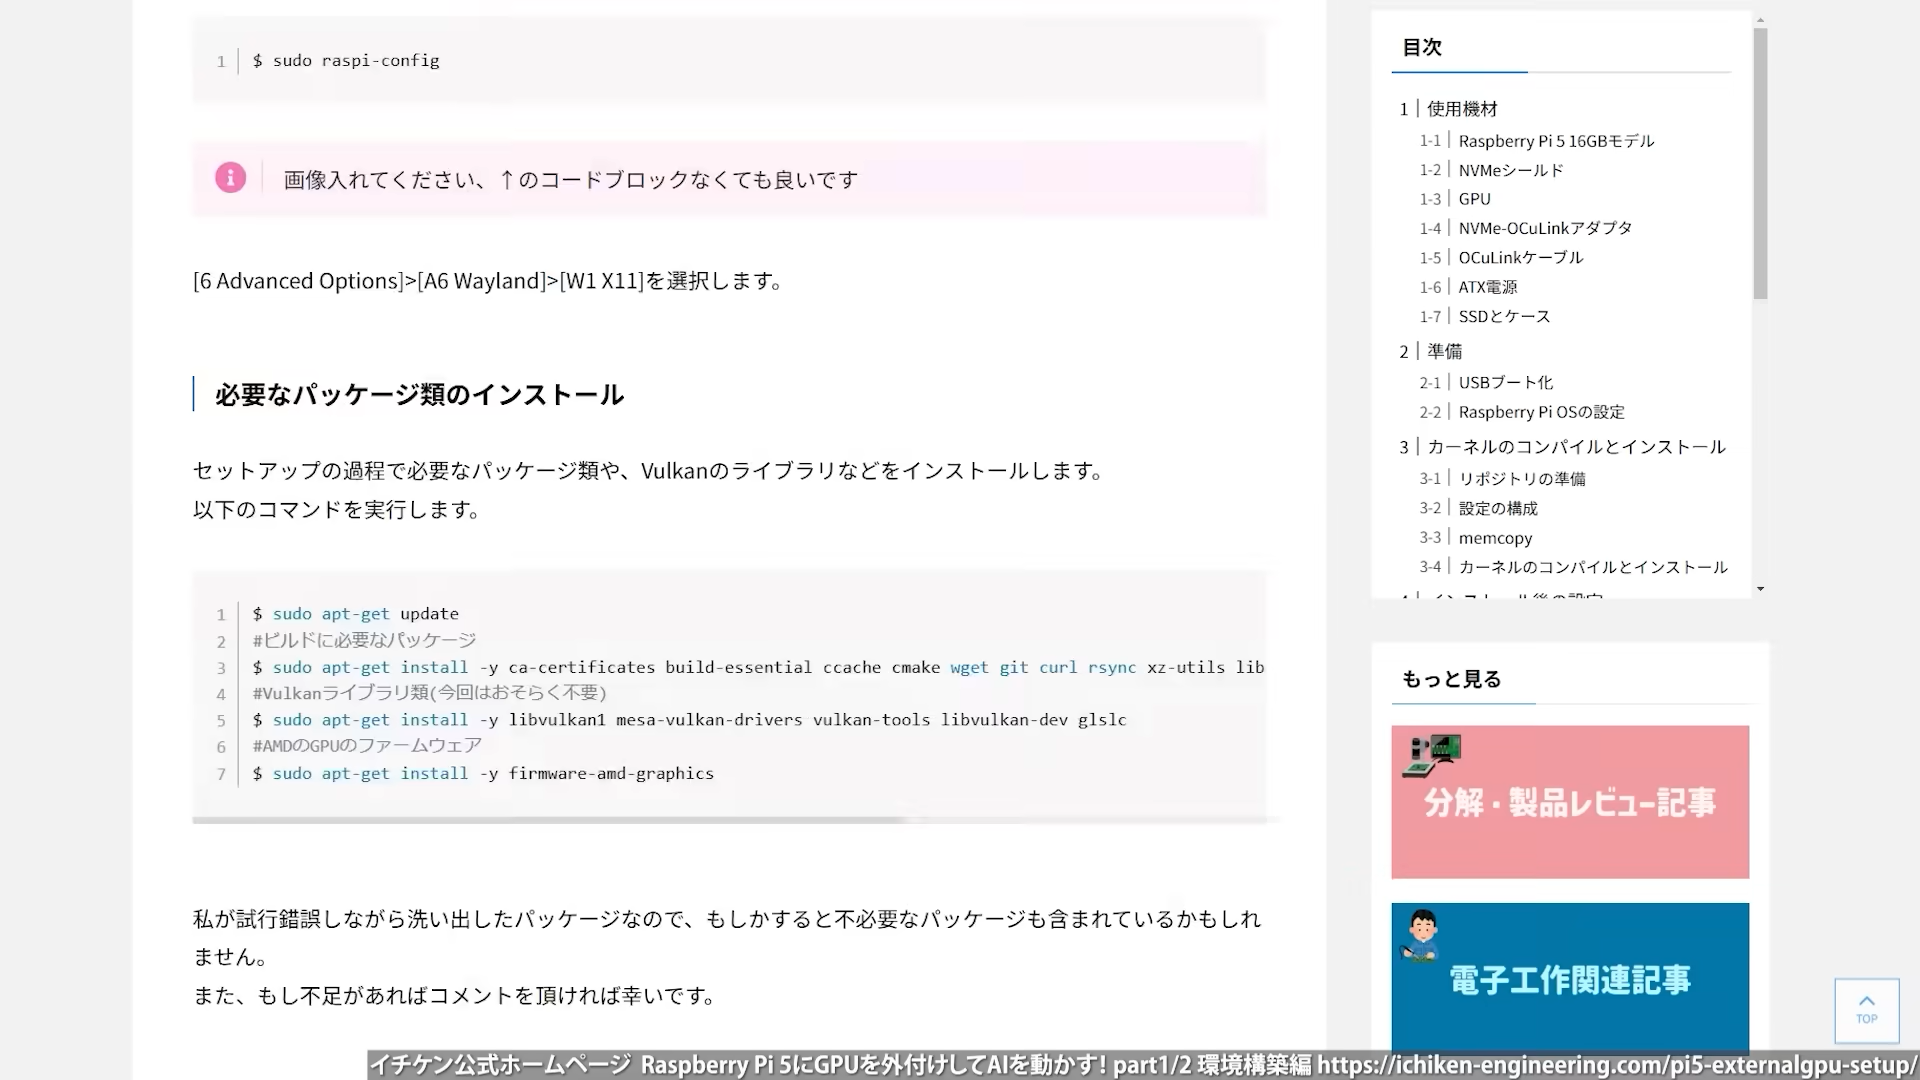 1 $ sudo raspi-config
画像入れてください、↑のコードブロックなくても良いです
[6 Advanced Options]>[A6 Wayland]>[W1 X11]を選択します。
必要なパッケージ類のインストール
セットアップの過程で必要なパッケージ類や、Vulkanのライブラリなどをインストールします。
以下のコマンドを実行します。
1 $ sudo apt-get update
2 #ビルドに必要なパッケージ
3 $ sudo apt-get install -y ca-certificates build-essential ccache cmake wget git curl rsync xz-utils lib
4 #Vulkanライブラリ類(今回はおそらく不要)
5 $ sudo apt-get install -y libvulkan1 mesa-vulkan-drivers vulkan-tools libvulkan-dev glslc
6 #AMDのGPUのファームウェア
7 $ sudo apt-get install -y firmware-amd-graphics
私が試行錯誤しながら洗い出したパッケージなので、もしかすると不必要なパッケージも含まれているかもしれ
ません。
また、もし不足があればコメントを頂ければ幸いです。
目次
1 使用機材
1-1 Raspberry Pi 5 16GBモデル
1-2 NVMeシールド
1-3 GPU
1-4 NVMe-OCuLinkアダプタ
1-5 OCuLinkケーブル
1-6 ATX電源
1-7 SSDとケース
2 準備
2-1 USBブート化
2-2 Raspberry Pi OSの設定
3 カーネルのコンパイルとインストール
3-1 リポジトリの準備
3-2 設定の構成
3-3 memcopy
3-4 カーネルのコンパイルとインストール
4 インストール後の設定
もっと見る
分解・製品レビュー記事
電子工作関連記事
TOP
イチケン公式ホームページ Raspberry Pi 5にGPUを外付けしてAIを動かす! part1/2 環境構築編 https://ichiken-engineering.com/pi5-externalgpu-setup/